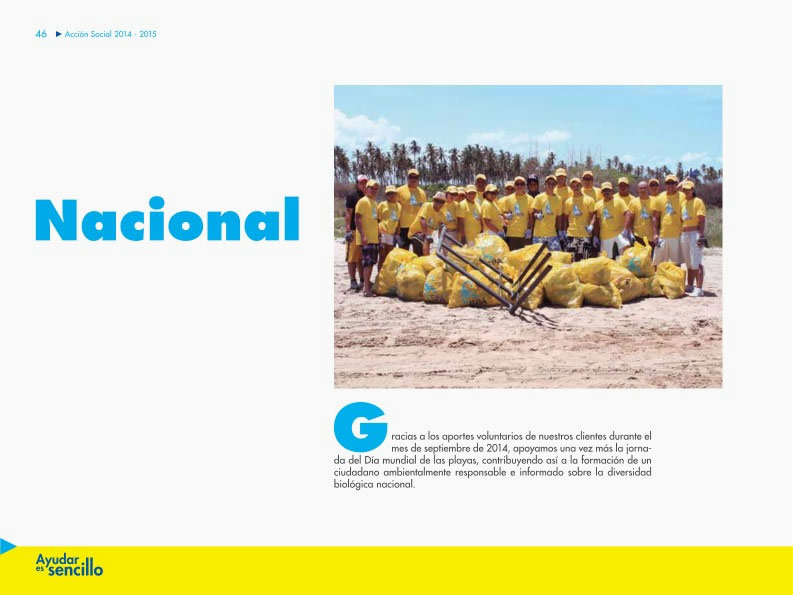 46 ▶ Acción Social 2014 - 2015
Nacional
Gracias a los aportes voluntarios de nuestros clientes durante el
mes de septiembre de 2014, apoyamos una vez más la jorna-
da del Día mundial de las playas, contribuyendo así a la formación de un
ciudadano ambientalmente responsable e informado sobre la diversidad
biológica nacional.
Ayudar
es sencillo